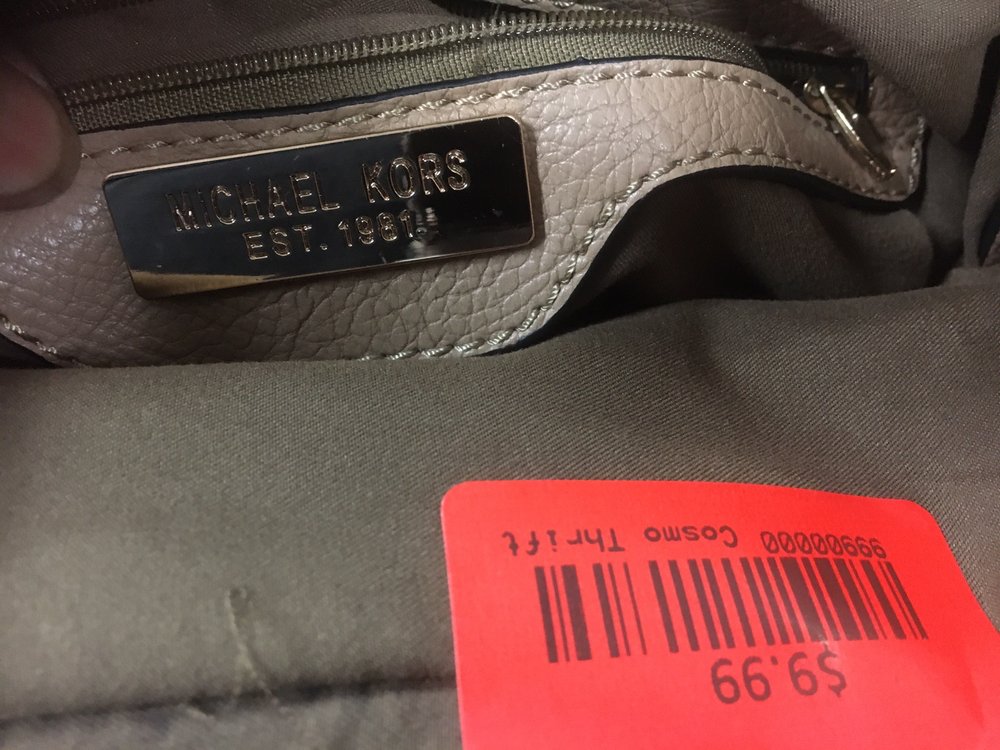 MICHAEL KORS
EST. 1981
$9.99
99900000 Cosmo Thrift